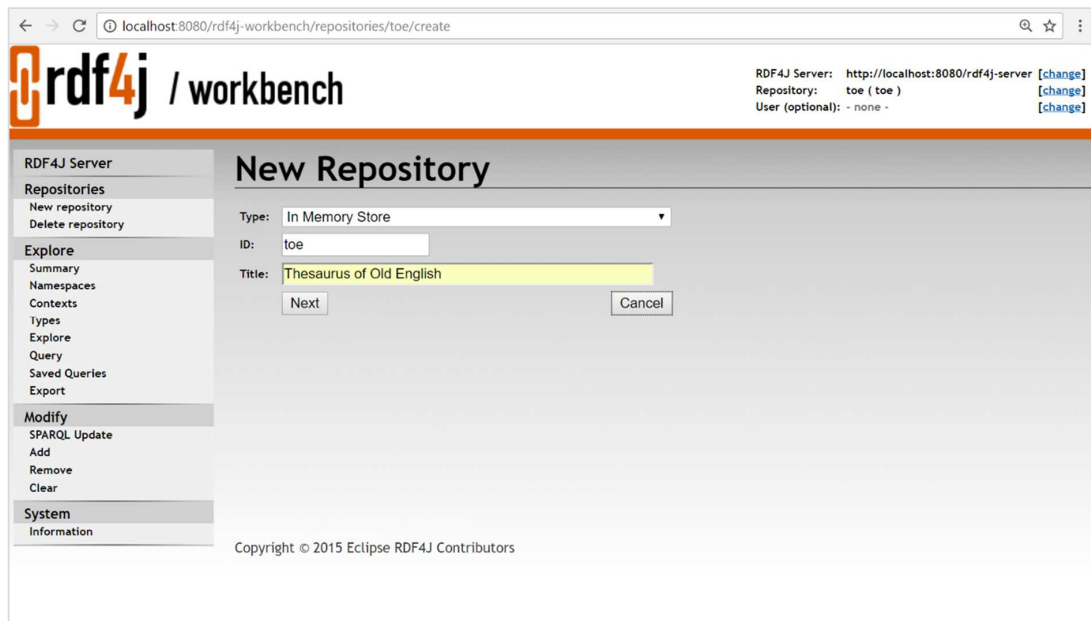 localhost:8080/rdf4j-workbench/repositories/toe/create
rdf4j / workbench
RDF4J Server: http://localhost:8080/rdf4j-server [change]
Repository: toe ( toe ) [change]
User (optional): - none - [change]
RDF4J Server
Repositories
New repository
Delete repository
Explore
Summary
Namespaces
Contexts
Types
Explore
Query
Saved Queries
Export
Modify
SPARQL Update
Add
Remove
Clear
System
Information
New Repository
Type: In Memory Store
ID: toe
Title: Thesaurus of Old English
Next Cancel
Copyright © 2015 Eclipse RDF4J Contributors